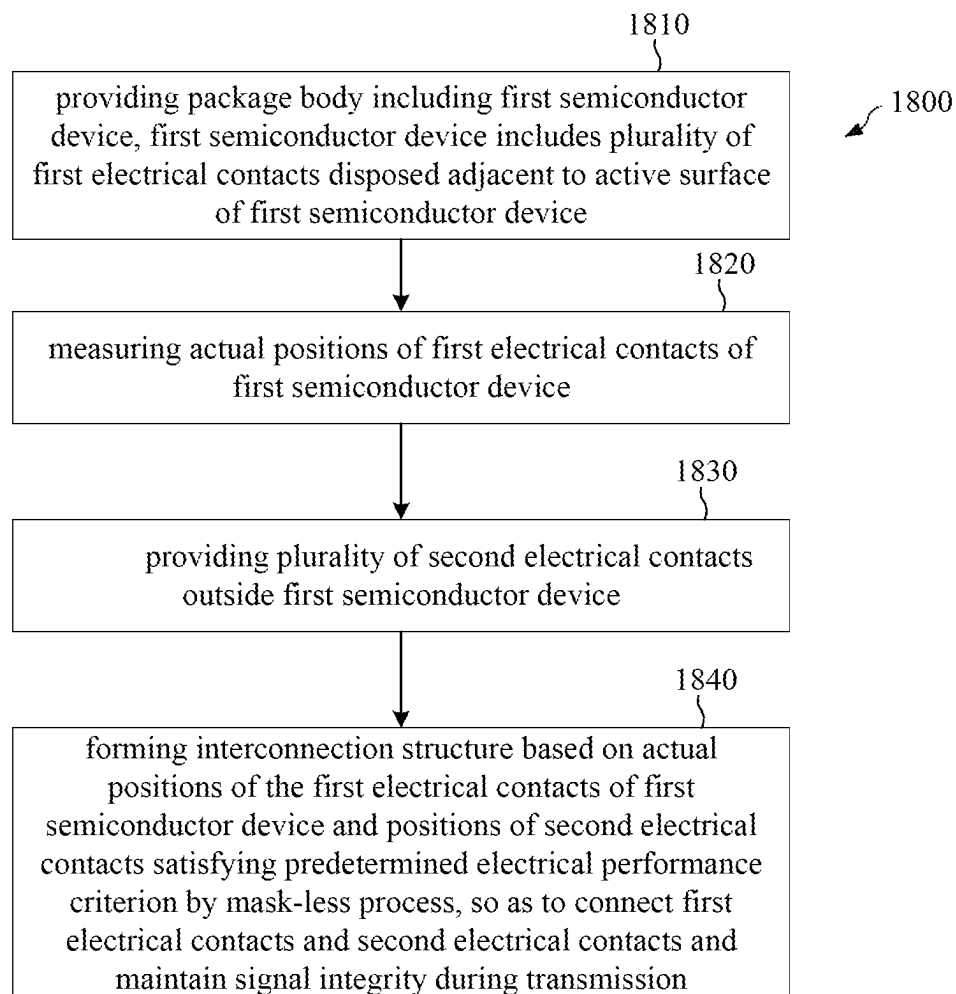 1810
1800
providing package body including first semiconductor
device, first semiconductor device includes plurality of
first electrical contacts disposed adjacent to active surface
of first semiconductor device
1820
measuring actual positions of first electrical contacts of
first semiconductor device
1830
providing plurality of second electrical contacts
outside first semiconductor device
1840
forming interconnection structure based on actual
positions of the first electrical contacts of first
semiconductor device and positions of second electrical
contacts satisfying predetermined electrical performance
criterion by mask-less process, so as to connect first
electrical contacts and second electrical contacts and
maintain signal integrity during transmission